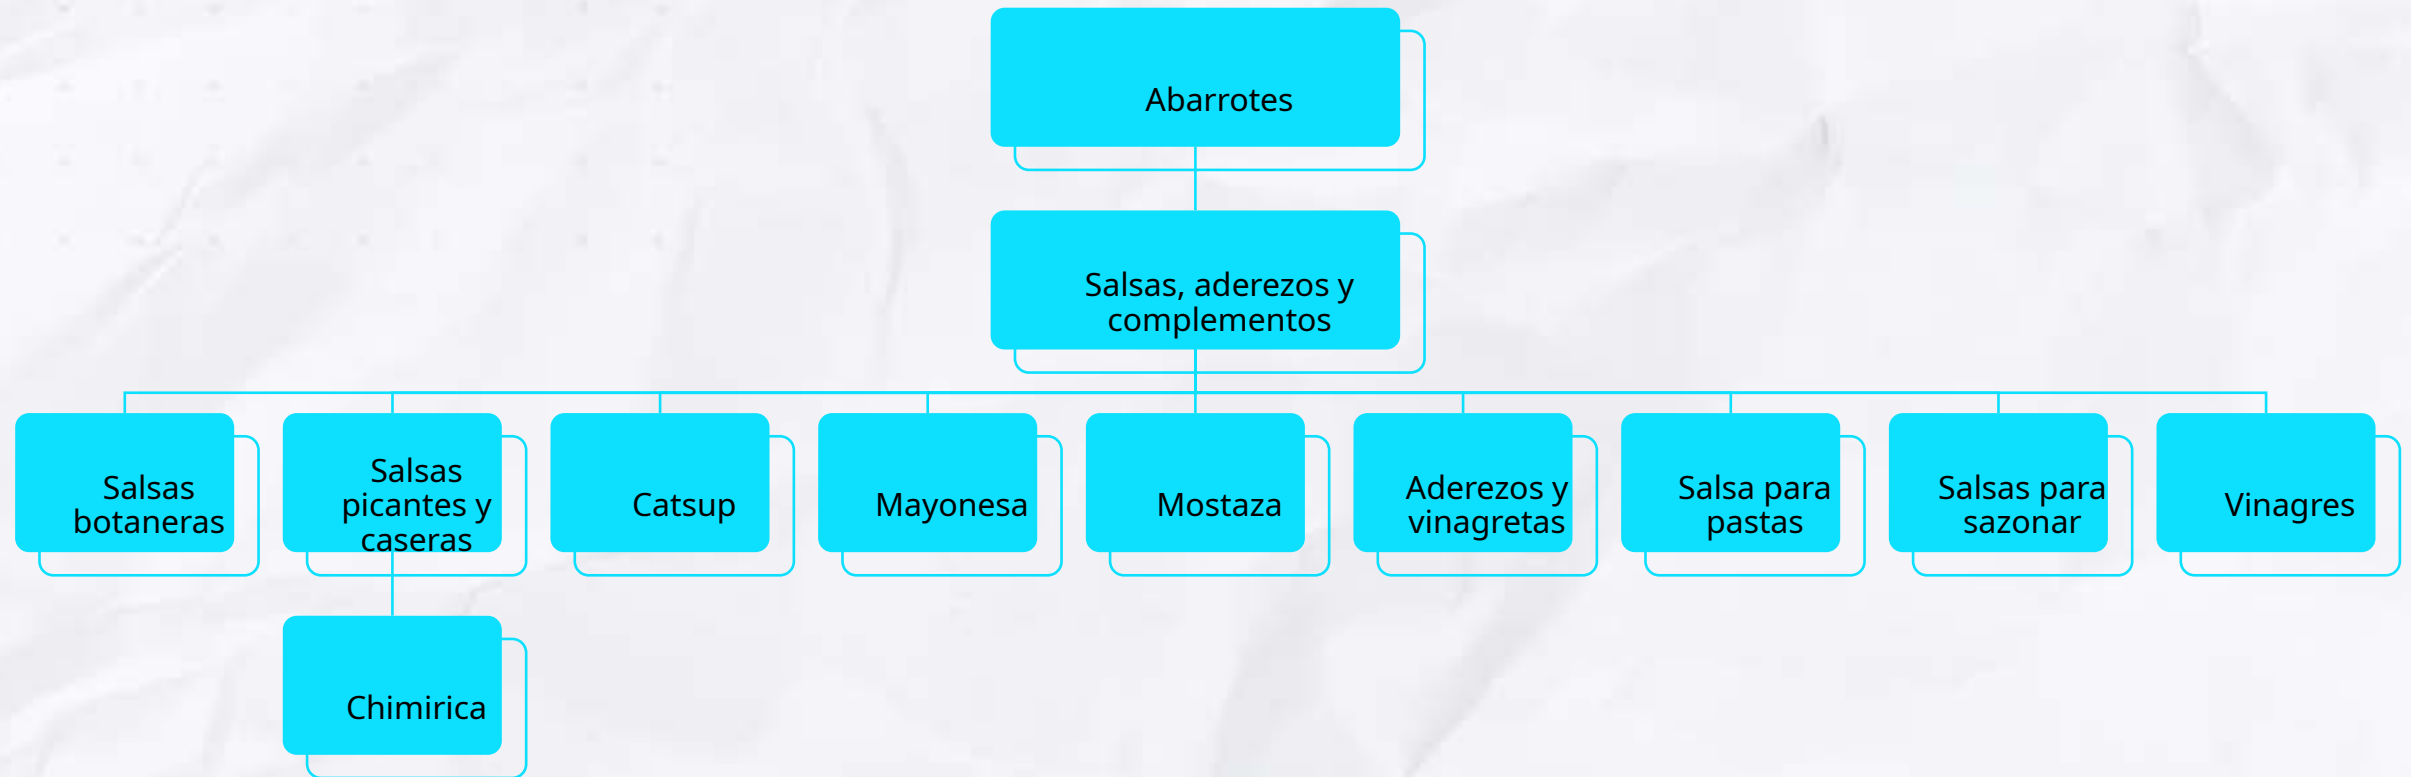 Abarrotes
Salsas, aderezos y
complementos
Salsas
botaneras
Salsas
picantes y
caseras
Catsup
Mayonesa
Mostaza
Aderezos y
vinagretas
Salsa para
pastas
Salsas para
sazonar
Vinagres
Chimirica